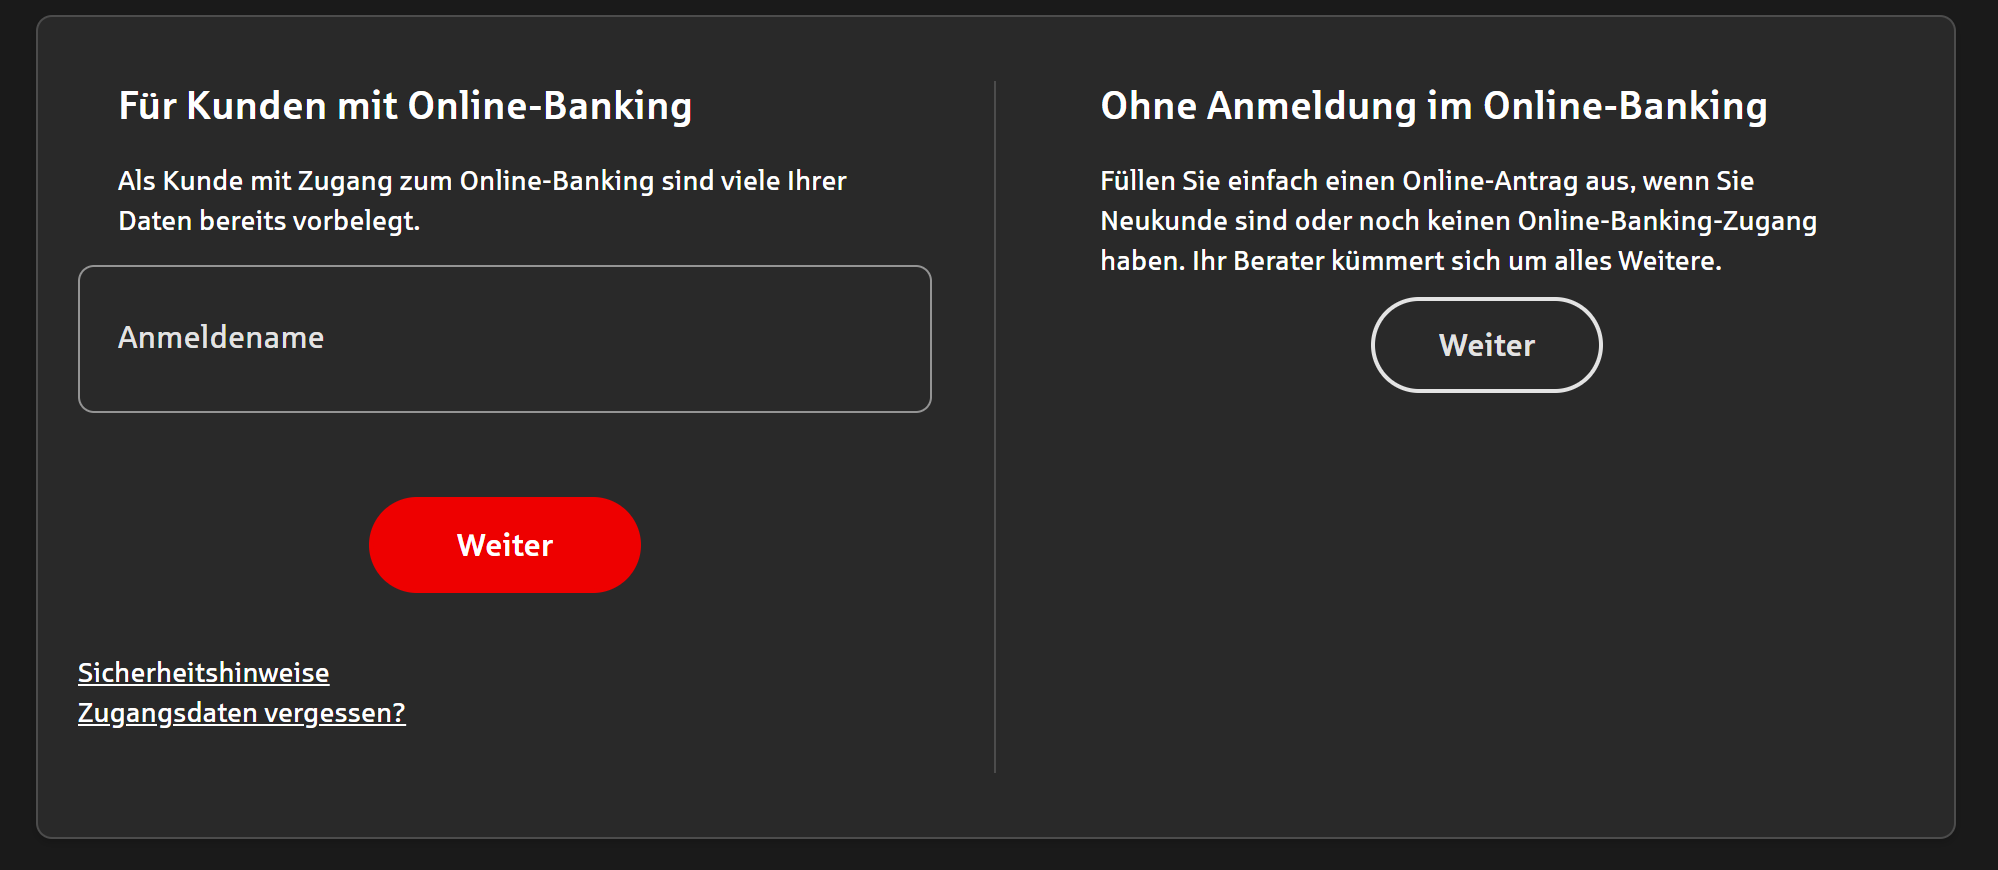 Für Kunden mit Online-Banking
Als Kunde mit Zugang zum Online-Banking sind viele Ihrer
Daten bereits vorbelegt.
Anmeldename
Weiter
Sicherheitshinweise
Zugangsdaten vergessen?
Ohne Anmeldung im Online-Banking
Füllen Sie einfach einen Online-Antrag aus, wenn Sie
Neukunde sind oder noch keinen Online-Banking-Zugang
haben. Ihr Berater kümmert sich um alles Weitere.
Weiter